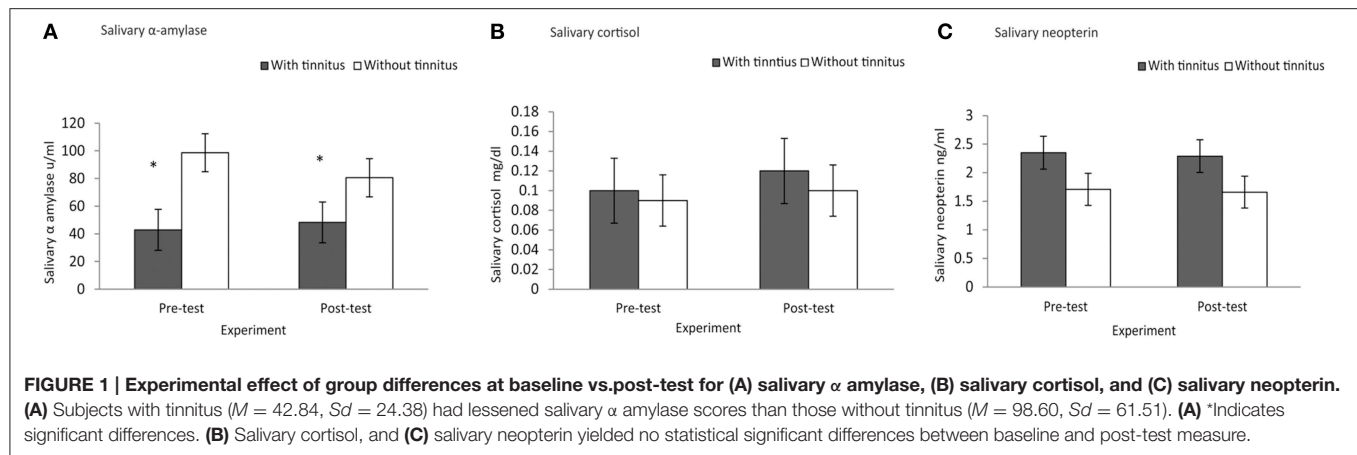 A Salivary α-amylase
With tinnitus Without tinnitus
Salivary α amylase u/ml
120
100
80
60
40
20
0
* *
Pre-test Post-test
Experiment
B Salivary cortisol
With tinntius Without tinnitus
Salivary cortisol mg/dl
0.18
0.16
0.14
0.12
0.1
0.08
0.06
0.04
0.02
0
Pre-test Post-test
Experiment
C Salivary neopterin
With tinnitus Without tinnitus
Salivary neopterin ng/ml
3
2.5
2
1.5
1
0.5
0
Pre-test Post-test
Experiment
FIGURE 1 | Experimental effect of group differences at baseline vs.post-test for (A) salivary α amylase, (B) salivary cortisol, and (C) salivary neopterin.
(A) Subjects with tinnitus (M = 42.84, Sd = 24.38) had lessened salivary α amylase scores than those without tinnitus (M = 98.60, Sd = 61.51). (A) *Indicates
significant differences. (B) Salivary cortisol, and (C) salivary neopterin yielded no statistical significant differences between baseline and post-test measure.